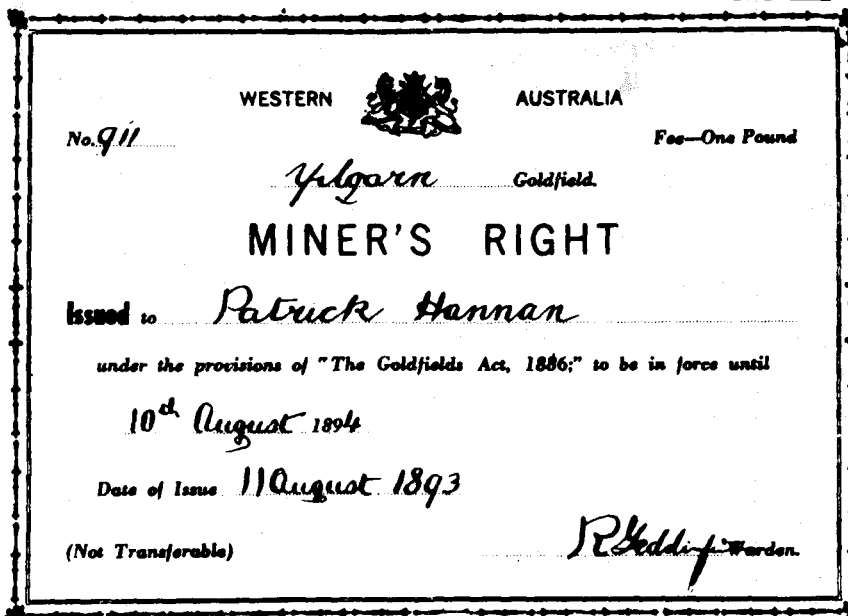 WESTERN AUSTRALIA
No. 911 Fee—One Pound
Yilgarn Goldfield.
MINER'S RIGHT
Issued to Patrick Hannan
under the provisions of "The Goldfields Act, 1886;" to be in force until
10th August 1894
Date of Issue 11 August 1893
(Not Transferable) Warden.